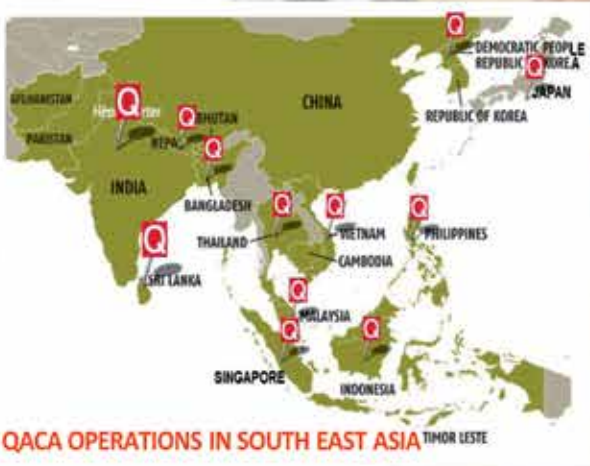 Q
DEMOCRATIC PEOPLE
REPUBLIC KOREA
Q
JAPAN
REPUBLIC OF KOREA
CHINA
AFGHANISTAN
Q
PAKISTAN
Q
BHUTAN
NEPAL
Q
INDIA
BANGLADESH
Q
THAILAND
Q
VIETNAM
CAMBODIA
Q
PHILIPPINES
Q
SRI LANKA
Q
MALAYSIA
Q
SINGAPORE
Q
INDONESIA
QACA OPERATIONS IN SOUTH EAST ASIA
TIMOR LESTE